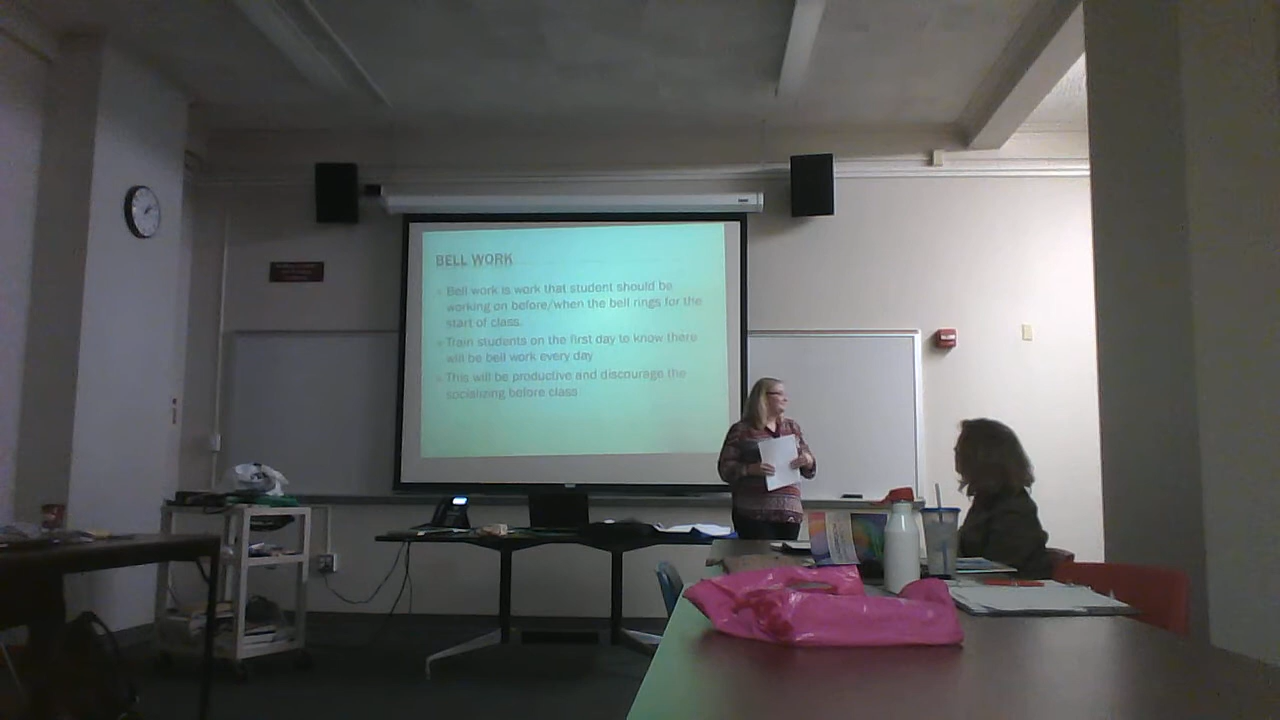 BELL WORK
Bell work is work that student should be
working on before/when the bell rings for the
start of class.
Train students on the first day to know there
will be bell work every day
This will be productive and discourage the
socializing before class